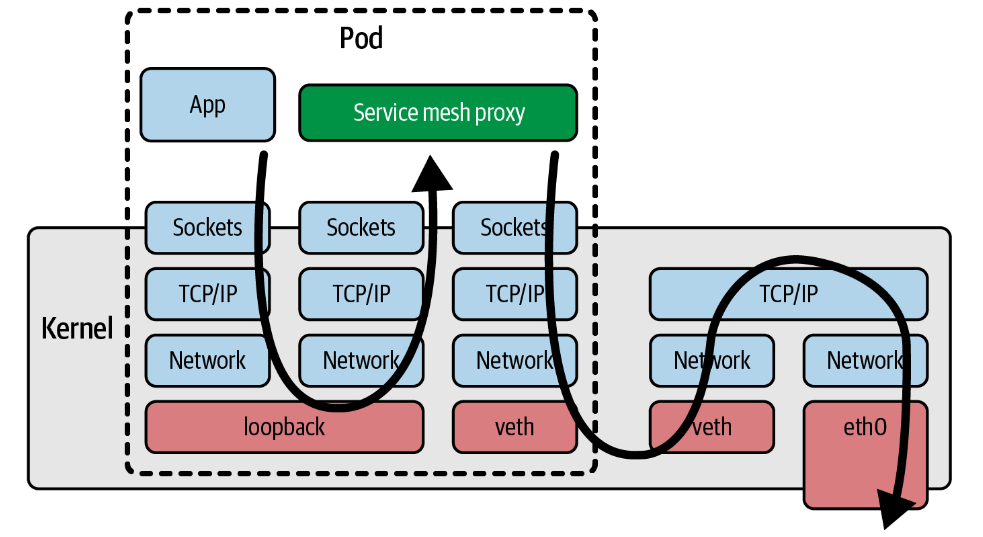 Pod
App
Service mesh proxy
Sockets
Sockets
Sockets
TCP/IP
TCP/IP
TCP/IP
TCP/IP
Kernel
Network
Network
Network
Network
Network
loopback
veth
veth
eth0